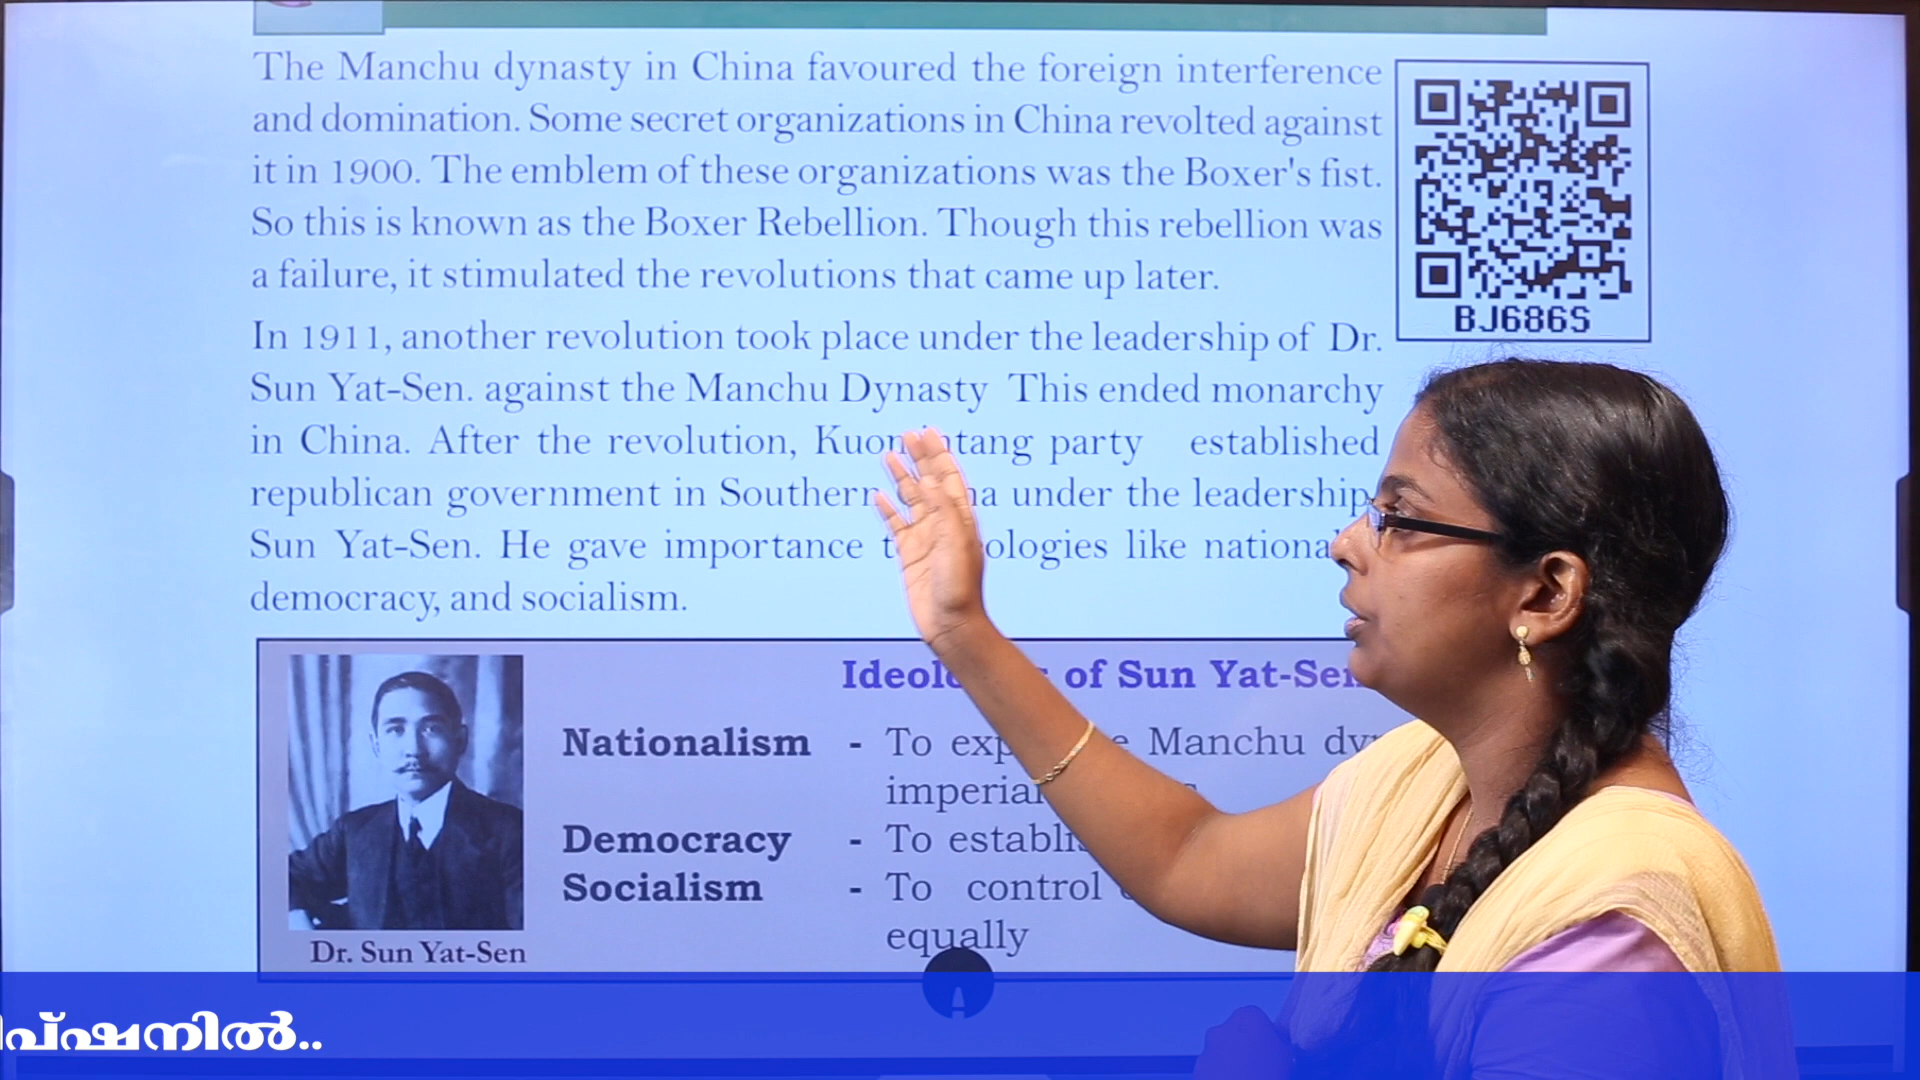 The Manchu dynasty in China favoured the foreign interference
and domination. Some secret organizations in China revolted against
it in 1900. The emblem of these organizations was the Boxer's fist.
So this is known as the Boxer Rebellion. Though this rebellion was
a failure, it stimulated the revolutions that came up later.
BJ686S
In 1911, another revolution took place under the leadership of Dr.
Sun Yat-Sen. against the Manchu Dynasty This ended monarchy
in China. After the revolution, party established
republican government in Southern under the leadership
Sun Yat-Sen. He gave importance like
democracy, and socialism.
of Sun Yat-Sen
Nationalism - To Manchu
Democracy - To
Socialism - To control
equally
Dr. Sun Yat-Sen